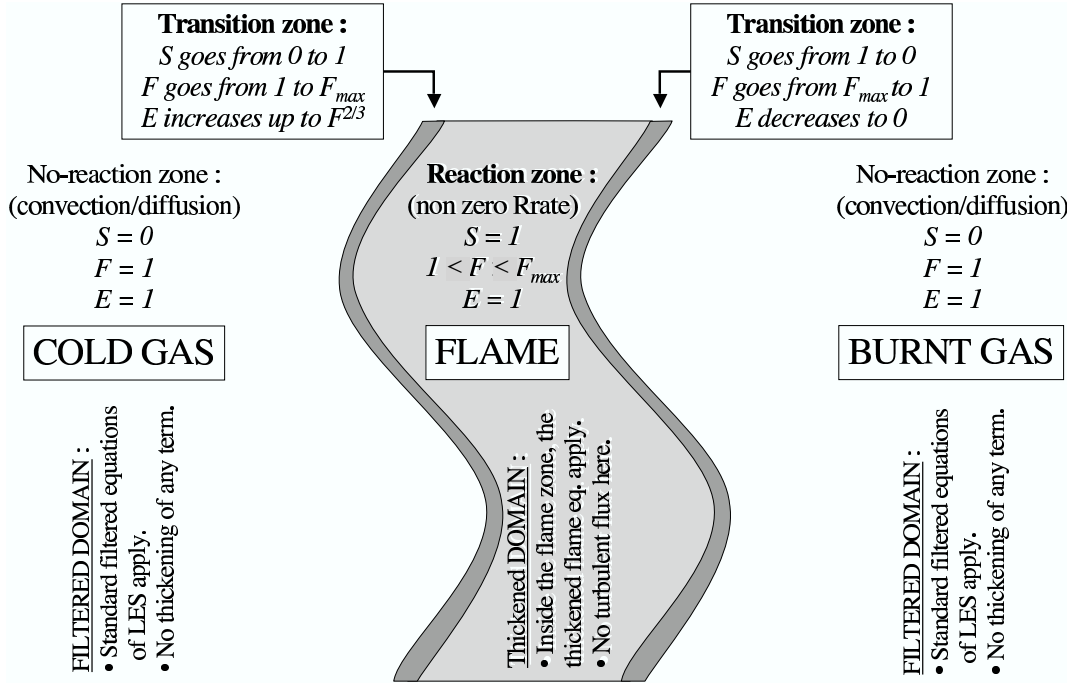 Transition zone :
S goes from 0 to 1
F goes from 1 to Fmax
E increases up to F2/3
Transition zone :
S goes from 1 to 0
F goes from Fmax to 1
E decreases to 0
No-reaction zone :
(convection/diffusion)
S = 0
F = 1
E = 1
COLD GAS
Reaction zone :
(non zero Rrate)
S = 1
1 < F < Fmax
E = 1
FLAME
No-reaction zone :
(convection/diffusion)
S = 0
F = 1
E = 1
BURNT GAS
FILTERED DOMAIN :
• Standard filtered equations
of LES apply.
• No thickening of any term.
Thickened DOMAIN :
• Inside the flame zone, the
thickened flame eq. apply.
• No turbulent flux here.
FILTERED DOMAIN :
• Standard filtered equations
of LES apply.
• No thickening of any term.